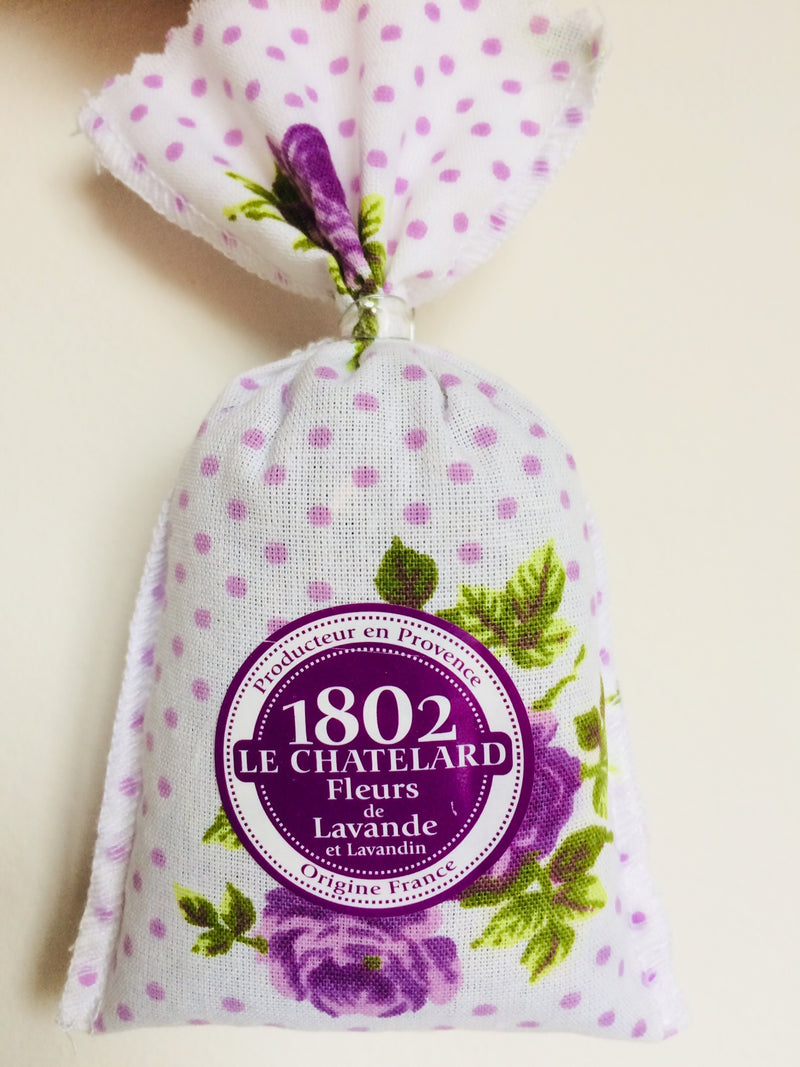 Producteur en Provence
1802
LE CHATELARD
Fleurs
de
Lavande
et Lavandin
Origine France